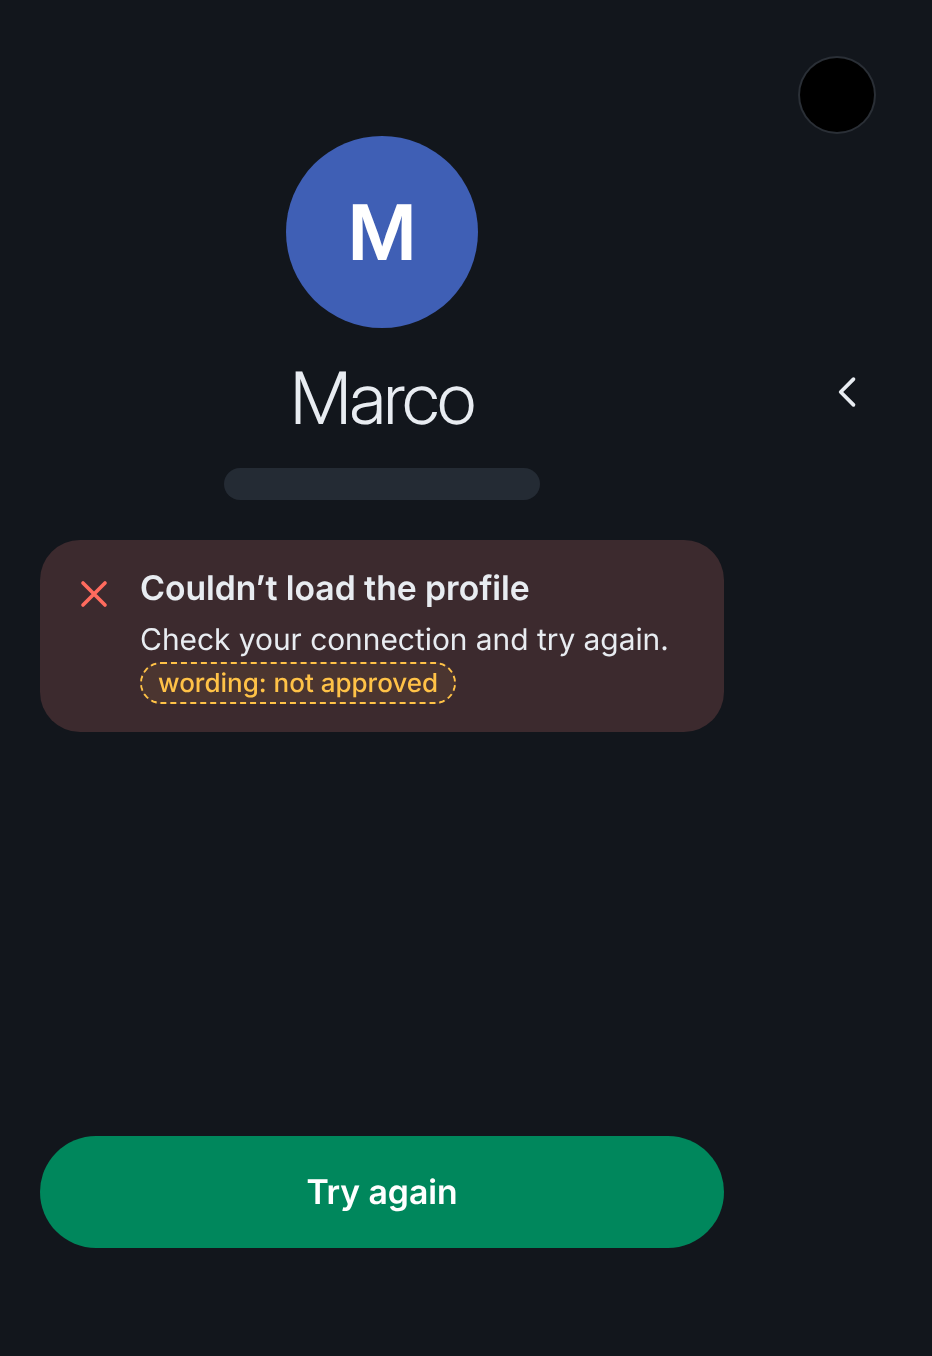 M
Marco
Couldn’t load the profile
Check your connection and try again.
wording: not approved
Try again